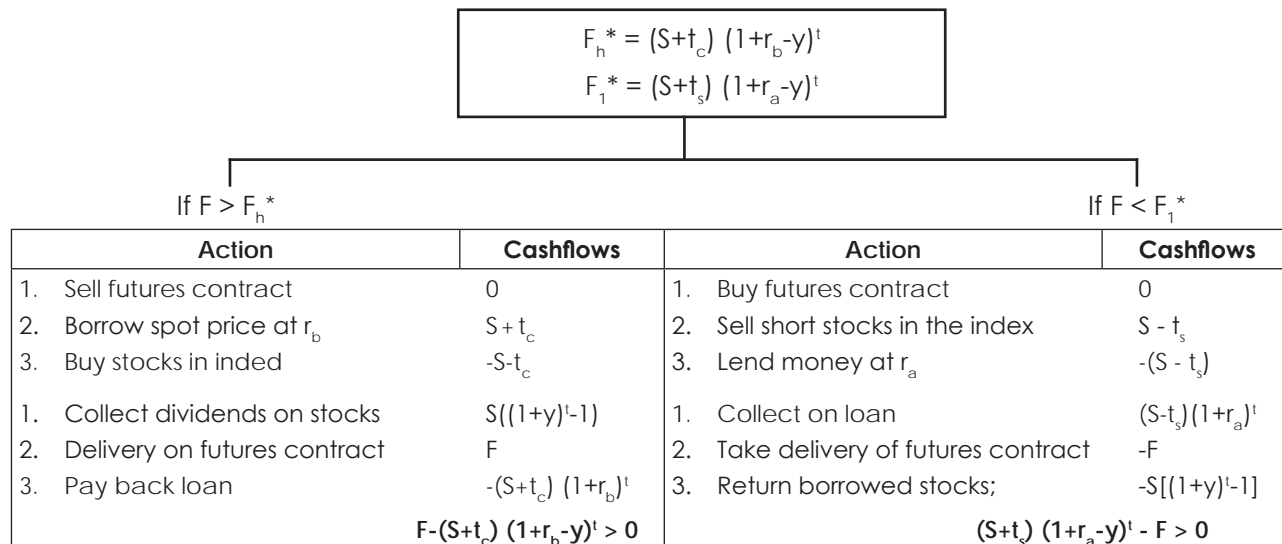 F_h* = (S+t_c) (1+r_b-y)^t
F_1* = (S+t_s) (1+r_a-y)^t
If F > F_h*
If F < F_1*
Action Cashflows Action Cashflows
1. Sell futures contract 0 1. Buy futures contract 0
2. Borrow spot price at r_b S + t_c 2. Sell short stocks in the index S - t_s
3. Buy stocks in inded -S-t_c 3. Lend money at r_a -(S - t_s)
1. Collect dividends on stocks S((1+y)^t-1) 1. Collect on loan (S-t_s)(1+r_a)^t
2. Delivery on futures contract F 2. Take delivery of futures contract -F
3. Pay back loan -(S+t_c) (1+r_b)^t 3. Return borrowed stocks; -S[(1+y)^t-1]
F-(S+t_c) (1+r_b-y)^t > 0 (S+t_s) (1+r_a-y)^t - F > 0